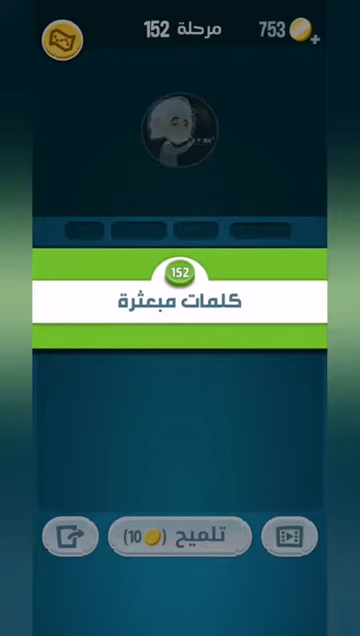 753 مرحلة 152
152
كلمات مبعثرة
تلميح (10)